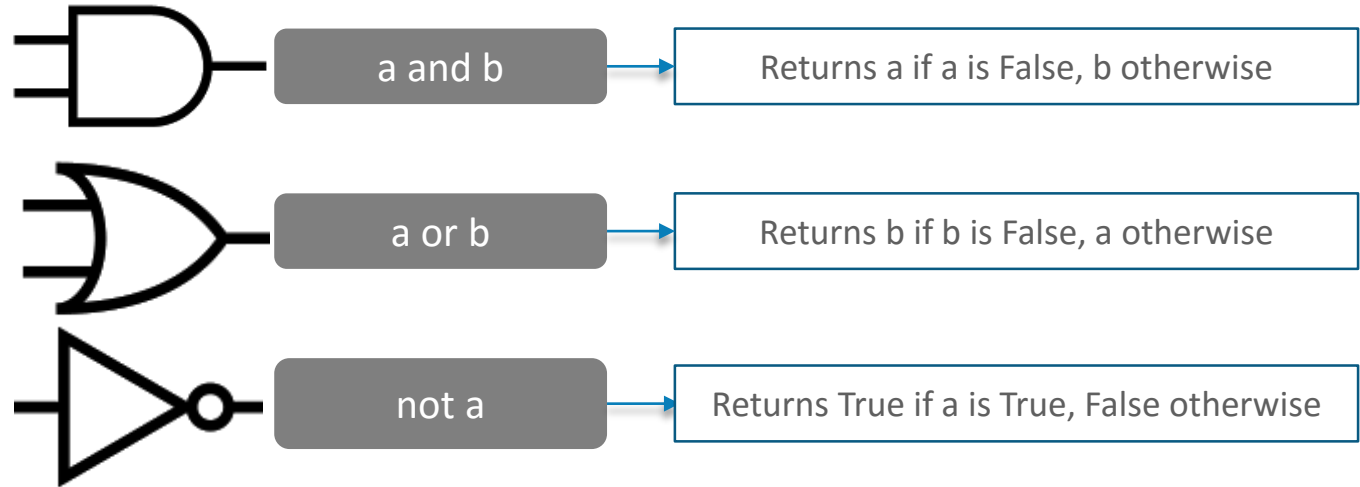 a and b
Returns a if a is False, b otherwise
a or b
Returns b if b is False, a otherwise
not a
Returns True if a is True, False otherwise